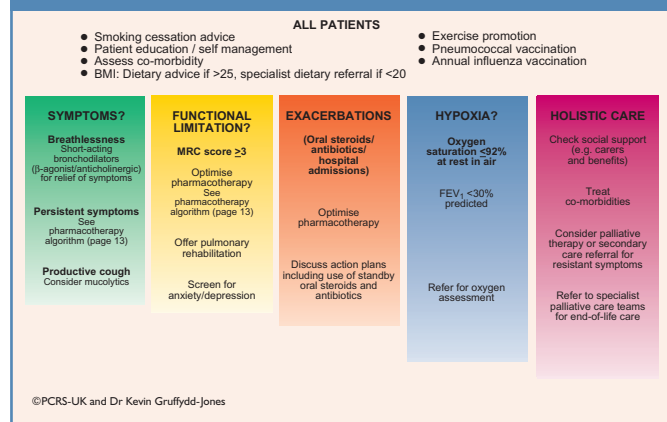 ALL PATIENTS
● Smoking cessation advice
● Patient education / self management
● Assess co-morbidity
● BMI: Dietary advice if >25, specialist dietary referral if <20
● Exercise promotion
● Pneumococcal vaccination
● Annual influenza vaccination
SYMPTOMS?
Breathlessness
Short-acting
bronchodilators
(β-agonist/anticholinergic)
for relief of symptoms
Persistent symptoms
See
pharmacotherapy
algorithm (page 13)
Productive cough
Consider mucolytics
FUNCTIONAL
LIMITATION?
MRC score ≥3
Optimise
pharmacotherapy
See
pharmacotherapy
algorithm (page 13)
Offer pulmonary
rehabilitation
Screen for
anxiety/depression
EXACERBATIONS
(Oral steroids/
antibiotics/
hospital
admissions)
Optimise
pharmacotherapy
Discuss action plans
including use of standby
oral steroids and
antibiotics
HYPOXIA?
Oxygen
saturation ≤92%
at rest in air
FEV₁ <30%
predicted
Refer for oxygen
assessment
HOLISTIC CARE
Check social support
(e.g. carers
and benefits)
Treat
co-morbidities
Consider palliative
therapy or secondary
care referral for
resistant symptoms
Refer to specialist
palliative care teams
for end-of-life care
©PCRS-UK and Dr Kevin Gruffydd-Jones